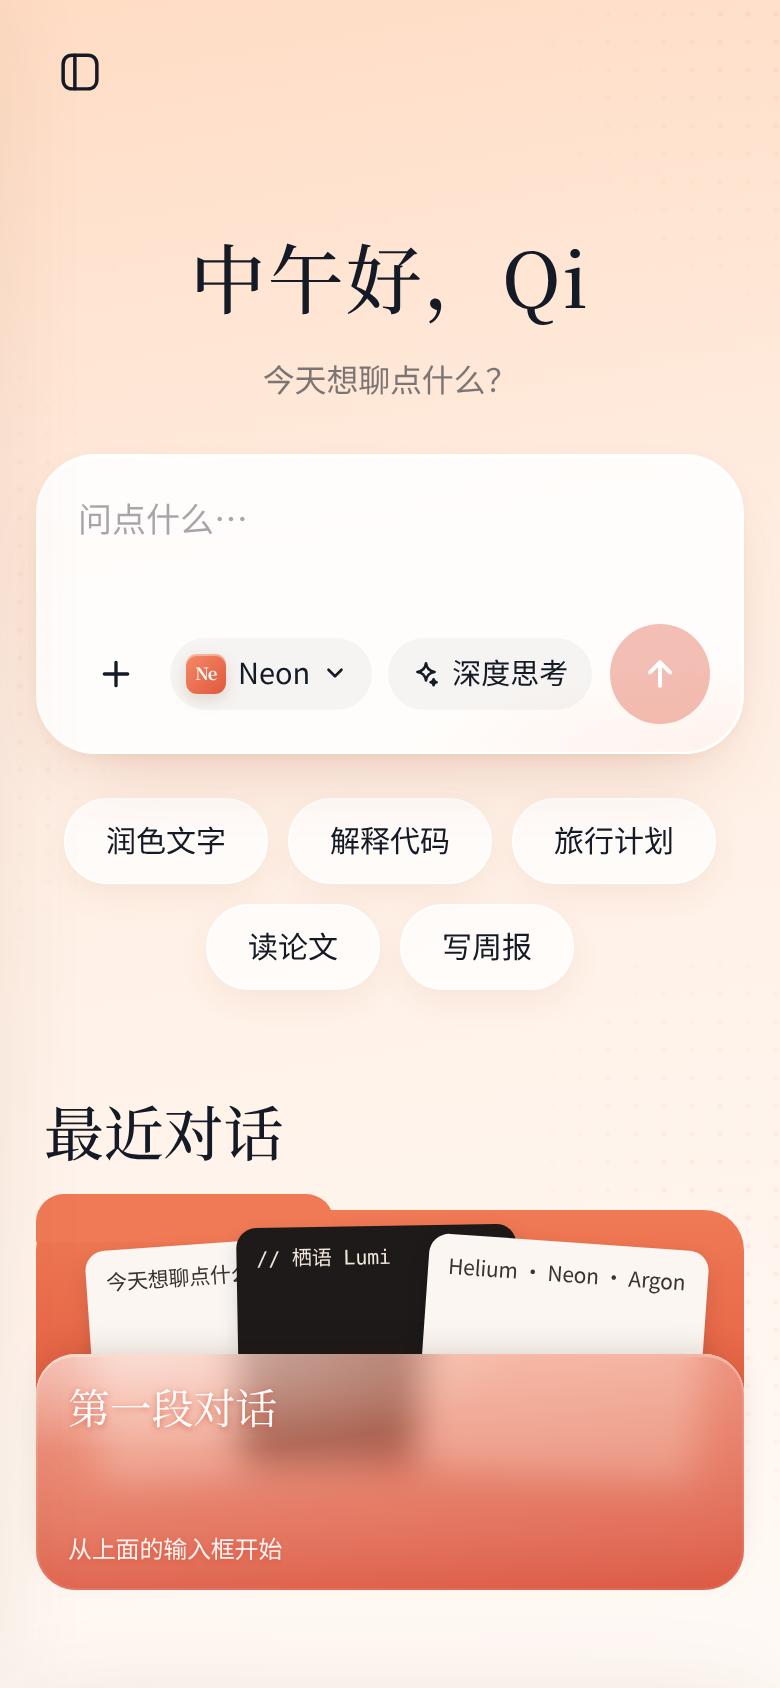 中午好，Qi
今天想聊点什么？
问点什么…
Ne Neon 深度思考
润色文字 解释代码 旅行计划
读论文 写周报
最近对话
今天想聊点什
// 栖语 Lumi
Helium · Neon · Argon
第一段对话
从上面的输入框开始